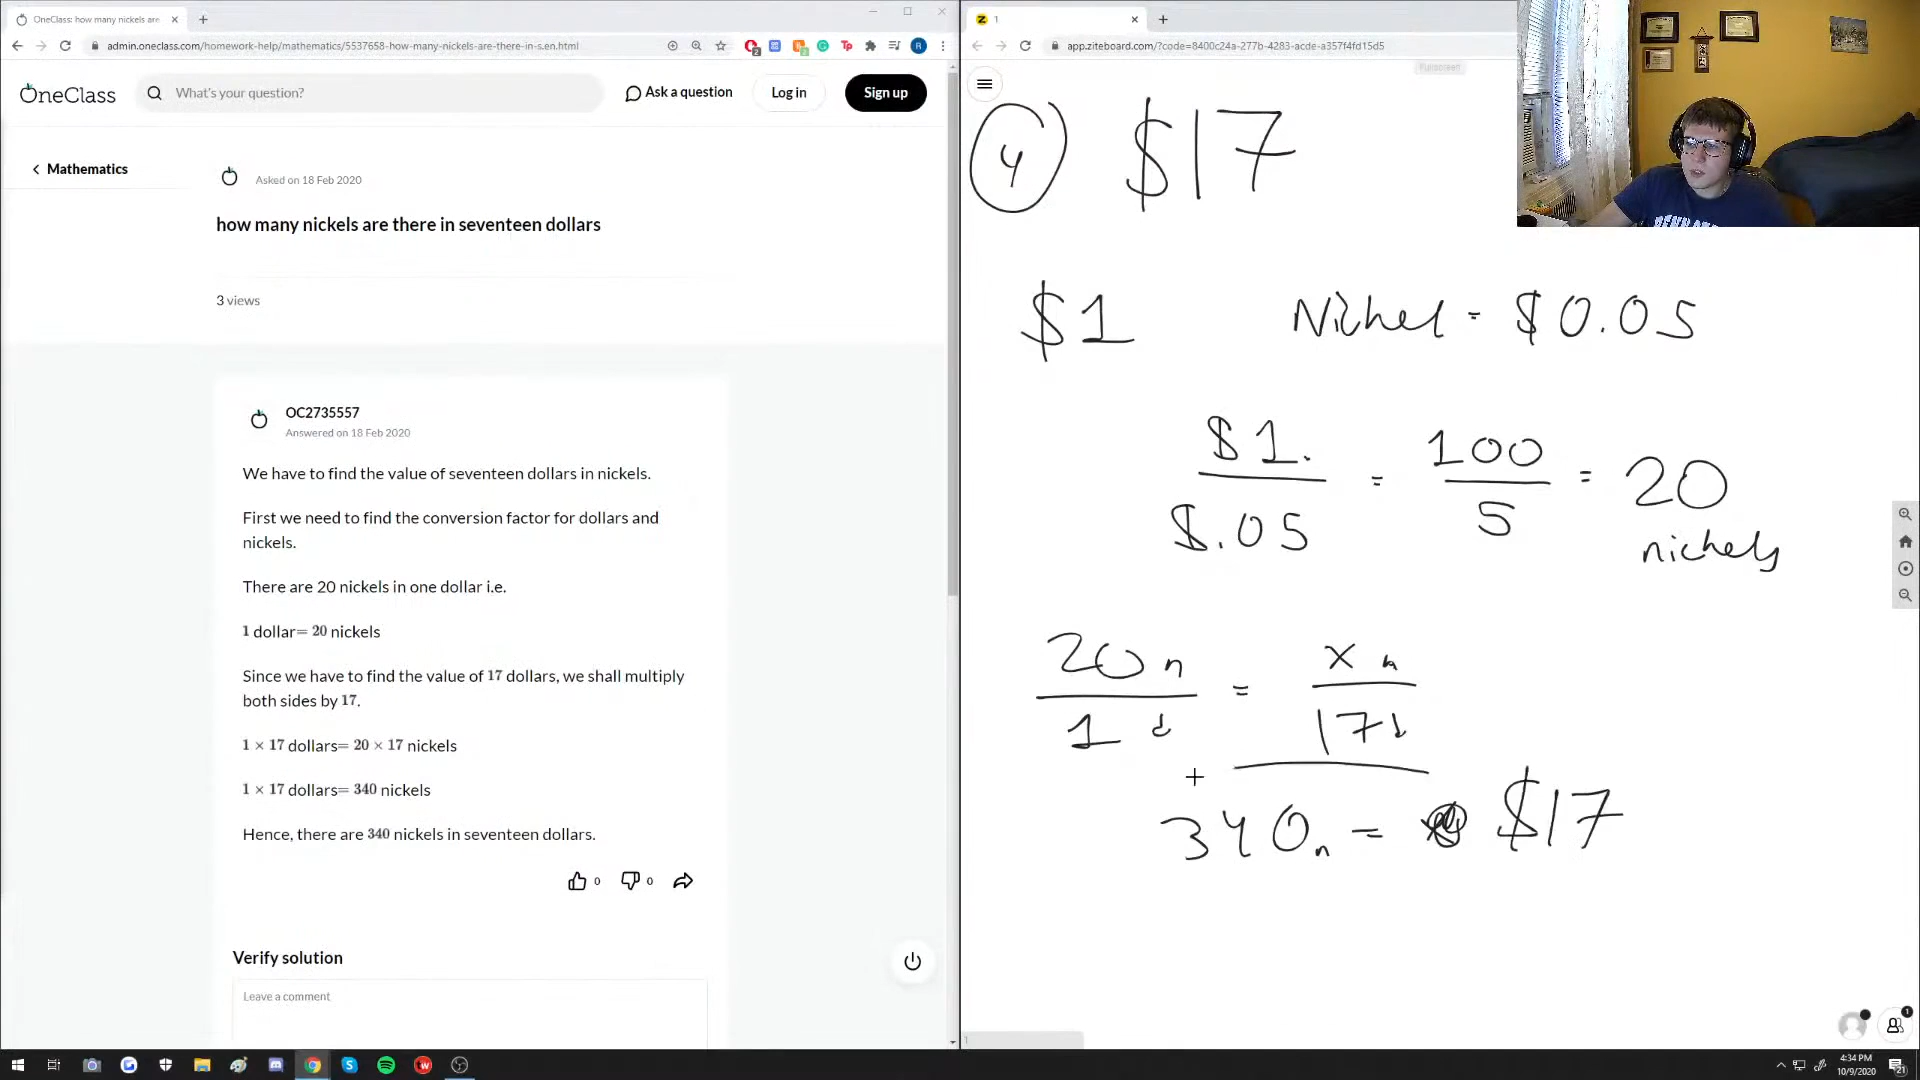 OneClass: how many nickels are
admin.oneclass.com/homework-help/mathematics/5537658-how-many-nickels-are-there-in-s.en.html
OneClass
What's your question?
Ask a question
Log in
Sign up
Mathematics
Asked on 18 Feb 2020
how many nickels are there in seventeen dollars
3 views
OC2735557
Answered on 18 Feb 2020
We have to find the value of seventeen dollars in nickels.
First we need to find the conversion factor for dollars and
nickels.
There are 20 nickels in one dollar i.e.
1 dollar= 20 nickels
Since we have to find the value of 17 dollars, we shall multiply
both sides by 17.
1 × 17 dollars= 20 × 17 nickels
1 × 17 dollars= 340 nickels
Hence, there are 340 nickels in seventeen dollars.
0 0
Verify solution
Leave a comment
1
app.ziteboard.com/?code=8400c24a-277b-4283-acde-a357f4fd15d5
Fullscreen
4 $17
$1 Nickel = $0.05
$1. = 100 = 20
$.05 5 nickels
20 n = x n
1 d 17 d
340n = $17
1
1
4:34 PM
10/9/2020
21